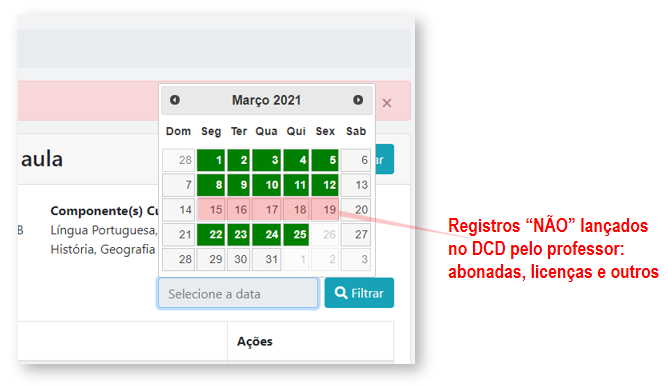 Março 2021
Dom Seg Ter Qua Qui Sex Sab
28 1 2 3 4 5 6
7 8 9 10 11 12 13
14 15 16 17 18 19 20
21 22 23 24 25 26 27
28 29 30 31 1 2 3
aula
ar
Componente(s) Cu
B Língua Portuguesa,
História, Geografia
Selecione a data
Filtrar
Ações
Registros “NÃO” lançados
no DCD pelo professor:
abonadas, licenças e outros